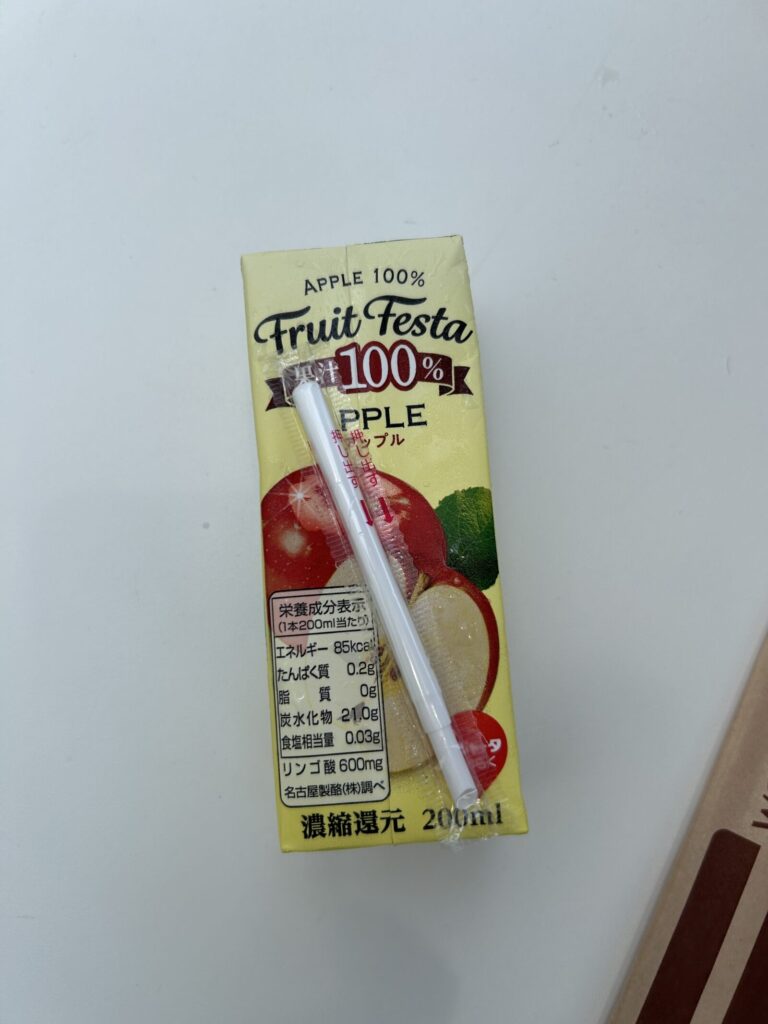 APPLE 100%
Fruit Festa
果汁100%
PPLE
ップル
押し出す
押し出す
栄養成分表示
(1本200ml当たり)
エネルギー 85kcal
たんぱく質 0.2g
脂質 0g
炭水化物 21.0g
食塩相当量 0.03g
リンゴ酸 600mg
名古屋製酪(株)調べ
濃縮還元 200ml